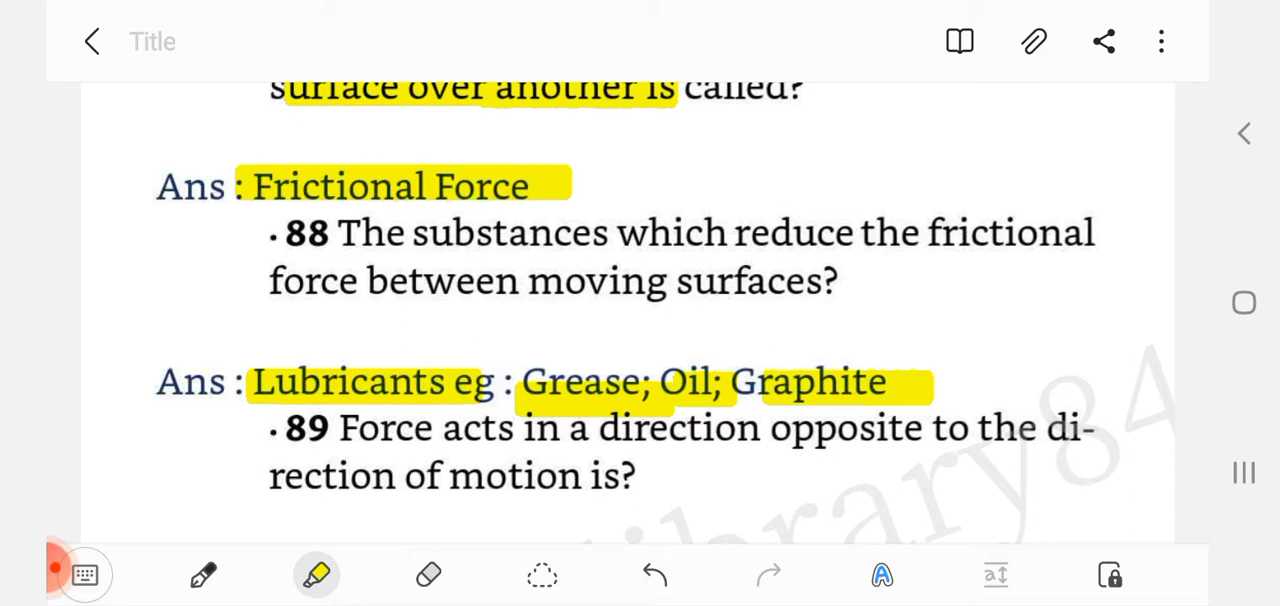 Title
surface over another is called?
Ans : Frictional Force
· 88 The substances which reduce the frictional
force between moving surfaces?
Ans : Lubricants eg : Grease; Oil; Graphite
· 89 Force acts in a direction opposite to the di-
rection of motion is?
library84